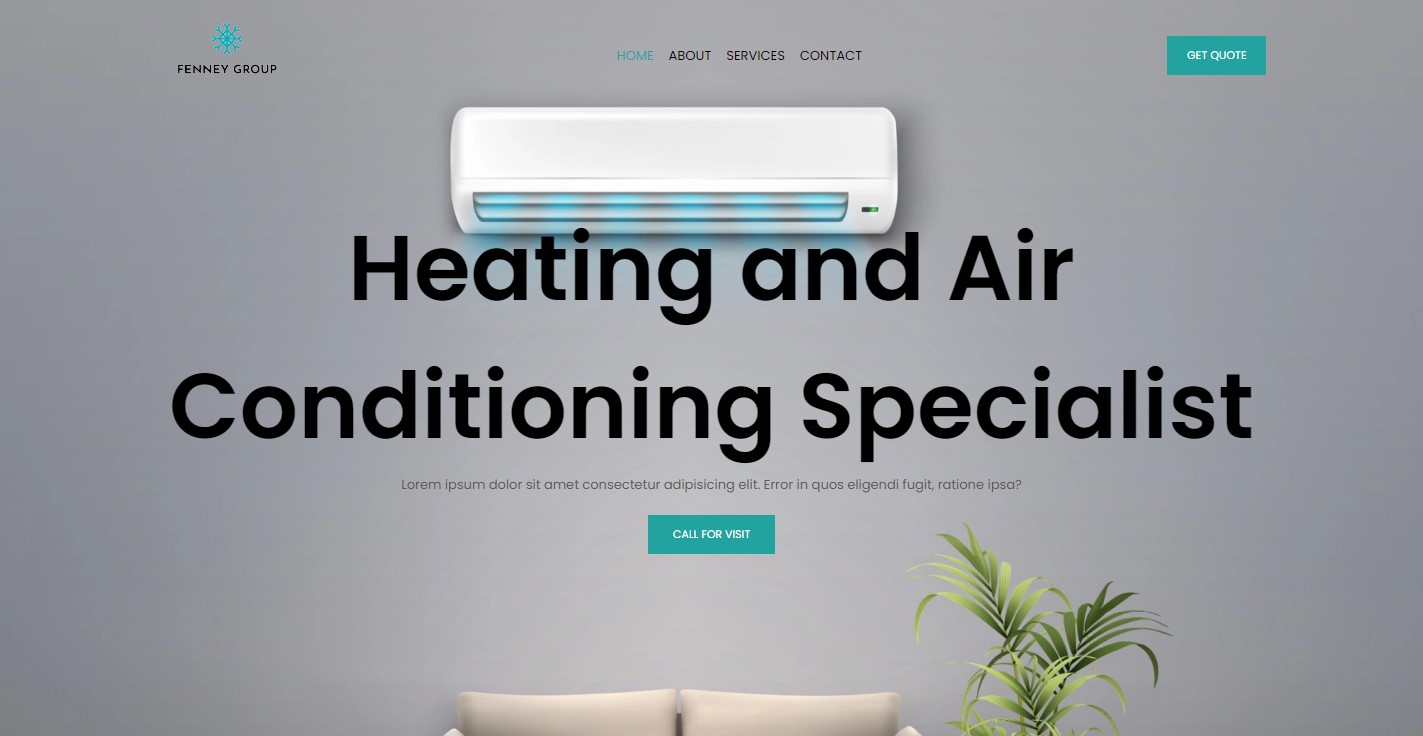 FENNEY GROUP
HOME ABOUT SERVICES CONTACT
GET QUOTE
Heating and Air
Conditioning Specialist
Lorem ipsum dolor sit amet consectetur adipisicing elit. Error in quos eligendi fugit, ratione ipsa?
CALL FOR VISIT